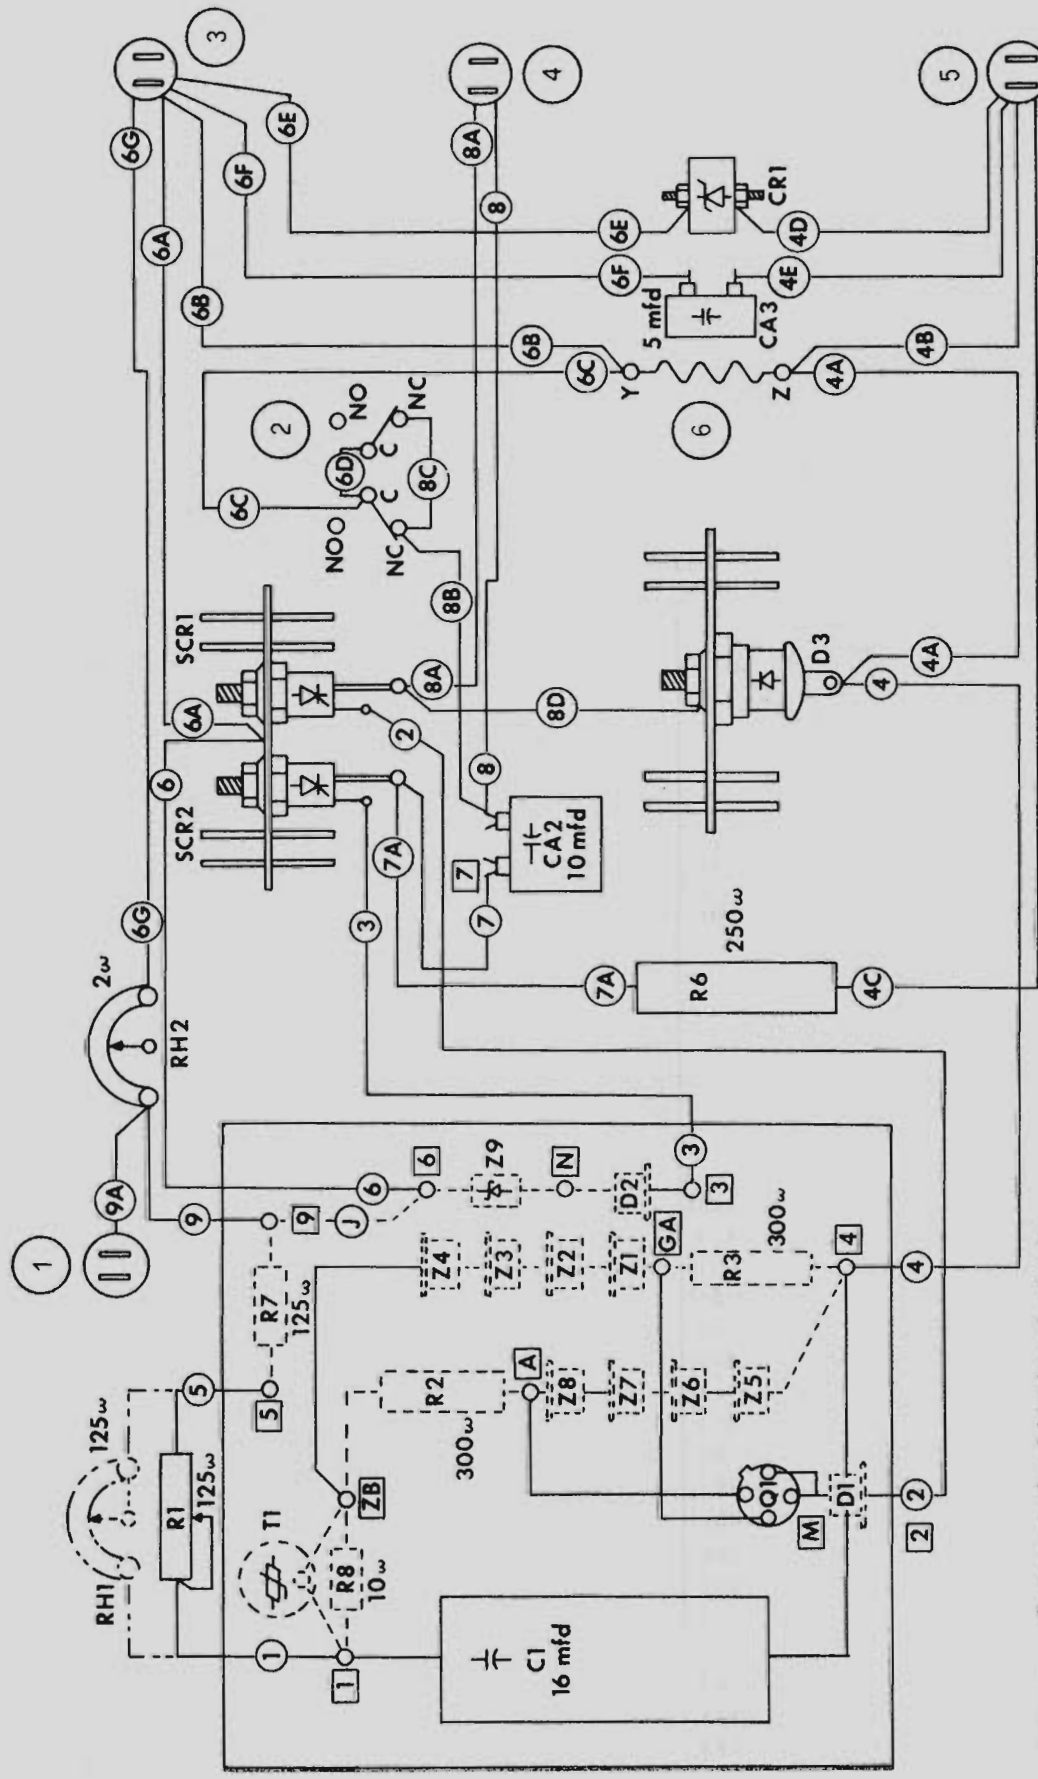 1
9A
2ω
RH2
6G
6G
3
9
6
6
6A
6A
SCR2
SCR1
6B
6F
6E
6C
NO
NO
2
C
C
6D
NC
NC
8C
8B
8A
8A
4
8
8
2
3
7A
7
7
CA2
10 mfd
8D
D3
4
4A
7A
R6
250ω
4C
6C
6B
Y
Z
6
4A
4B
6F
5 mfd
CA3
4E
6E
CR1
4D
5
RH1
125ω
R1
125ω
1
5
5
R7
125ω
9
J
6
T1
1
R8
10ω
ZB
R2
300ω
A
Z8
Z7
Z6
Z5
Z4
Z3
Z2
Z1
GA
R3
300ω
Z9
N
D2
3
3
4
4
C1
16 mfd
Q1
M
D1
2
2